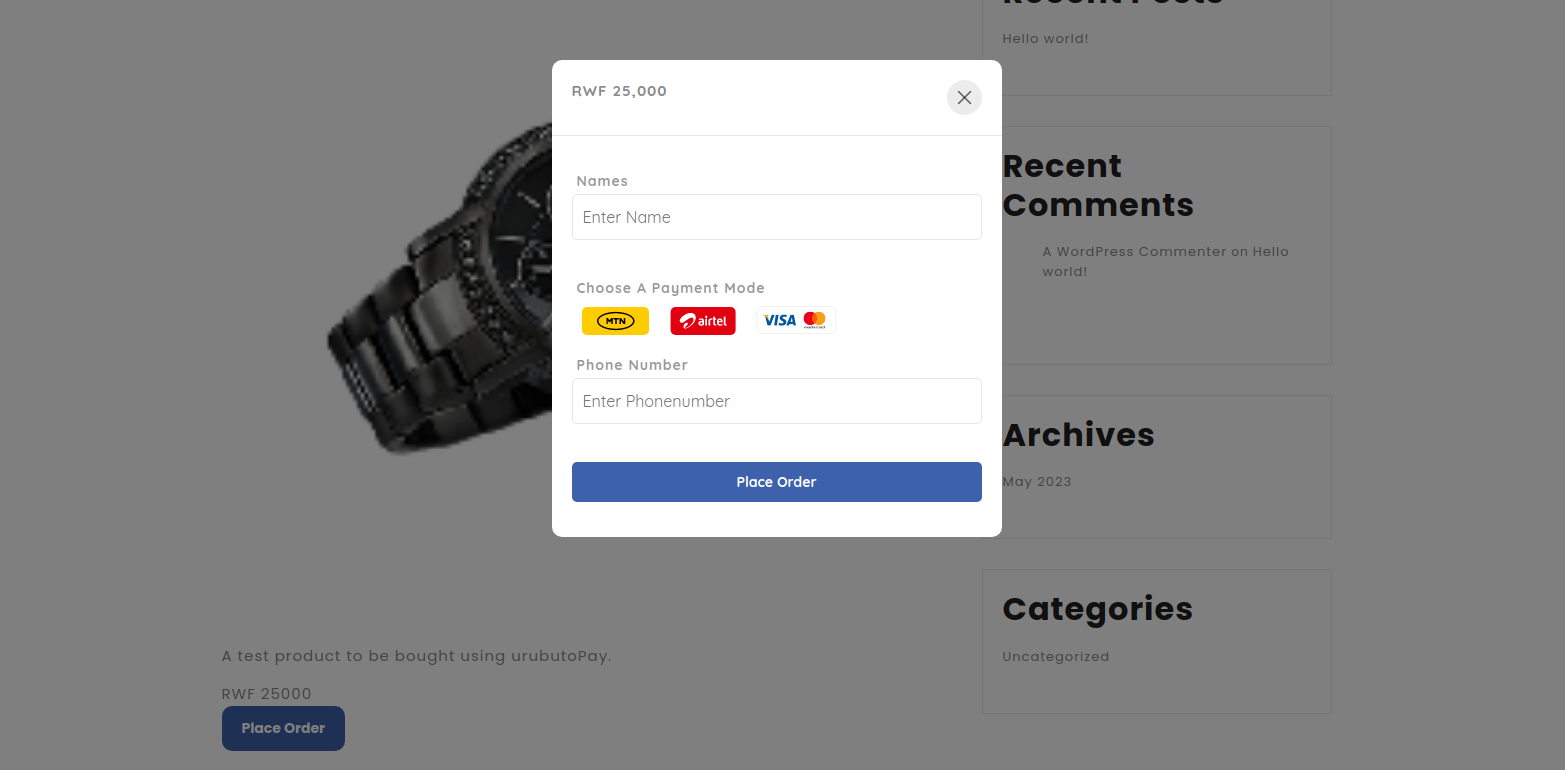 Recent Posts
Hello world!
RWF 25,000
Names
Enter Name
Choose A Payment Mode
MTN
airtel
VISA
mastercard
Phone Number
Enter Phonenumber
Place Order
Recent
Comments
A WordPress Commenter on Hello
world!
Archives
May 2023
Categories
Uncategorized
A test product to be bought using urubutoPay.
RWF 25000
Place Order